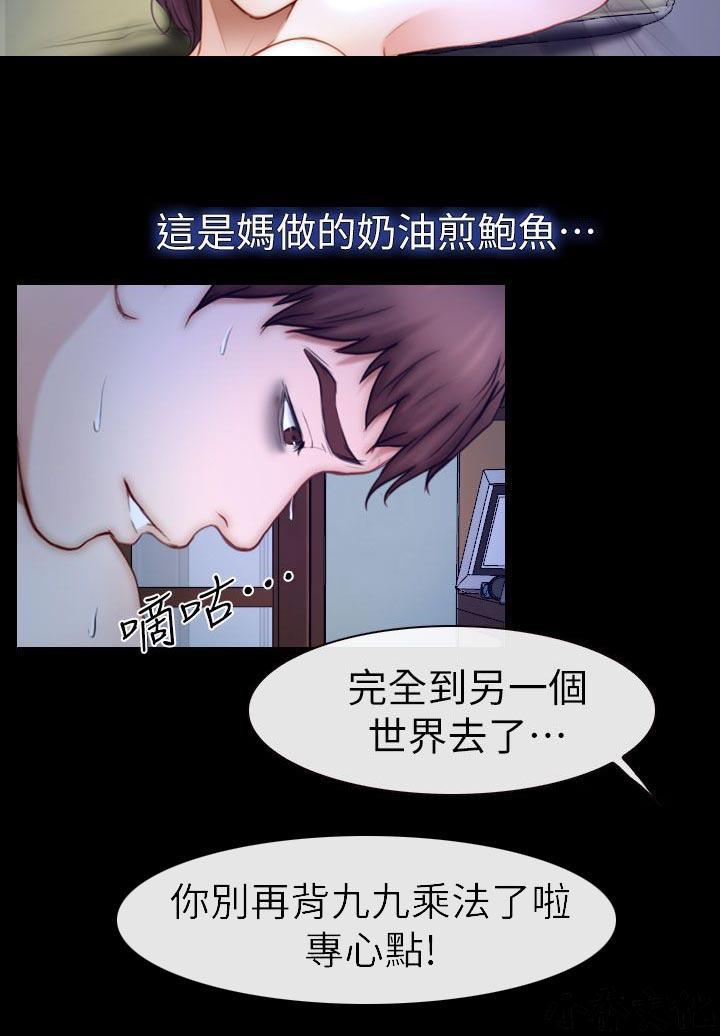 這是媽做的奶油煎鮑魚⋯
嘀咕⋯
完全到另一個
世界去了⋯
你別再背九九乘法了啦
專心點!